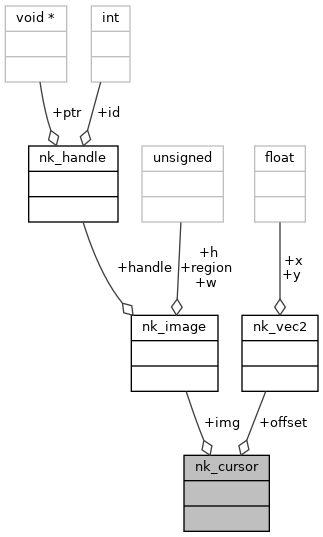 void *
int
+ptr
+id
nk_handle
unsigned
float
+handle
+h
+region
+w
+x
+y
nk_image
nk_vec2
+img
+offset
nk_cursor